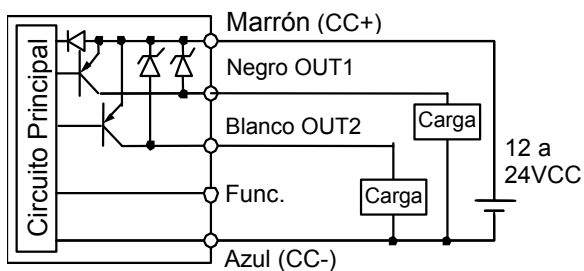 Circuito Principal
Marrón (CC+)
Negro OUT1
Blanco OUT2
Func.
Azul (CC-)
Carga
Carga
12 a
24VCC